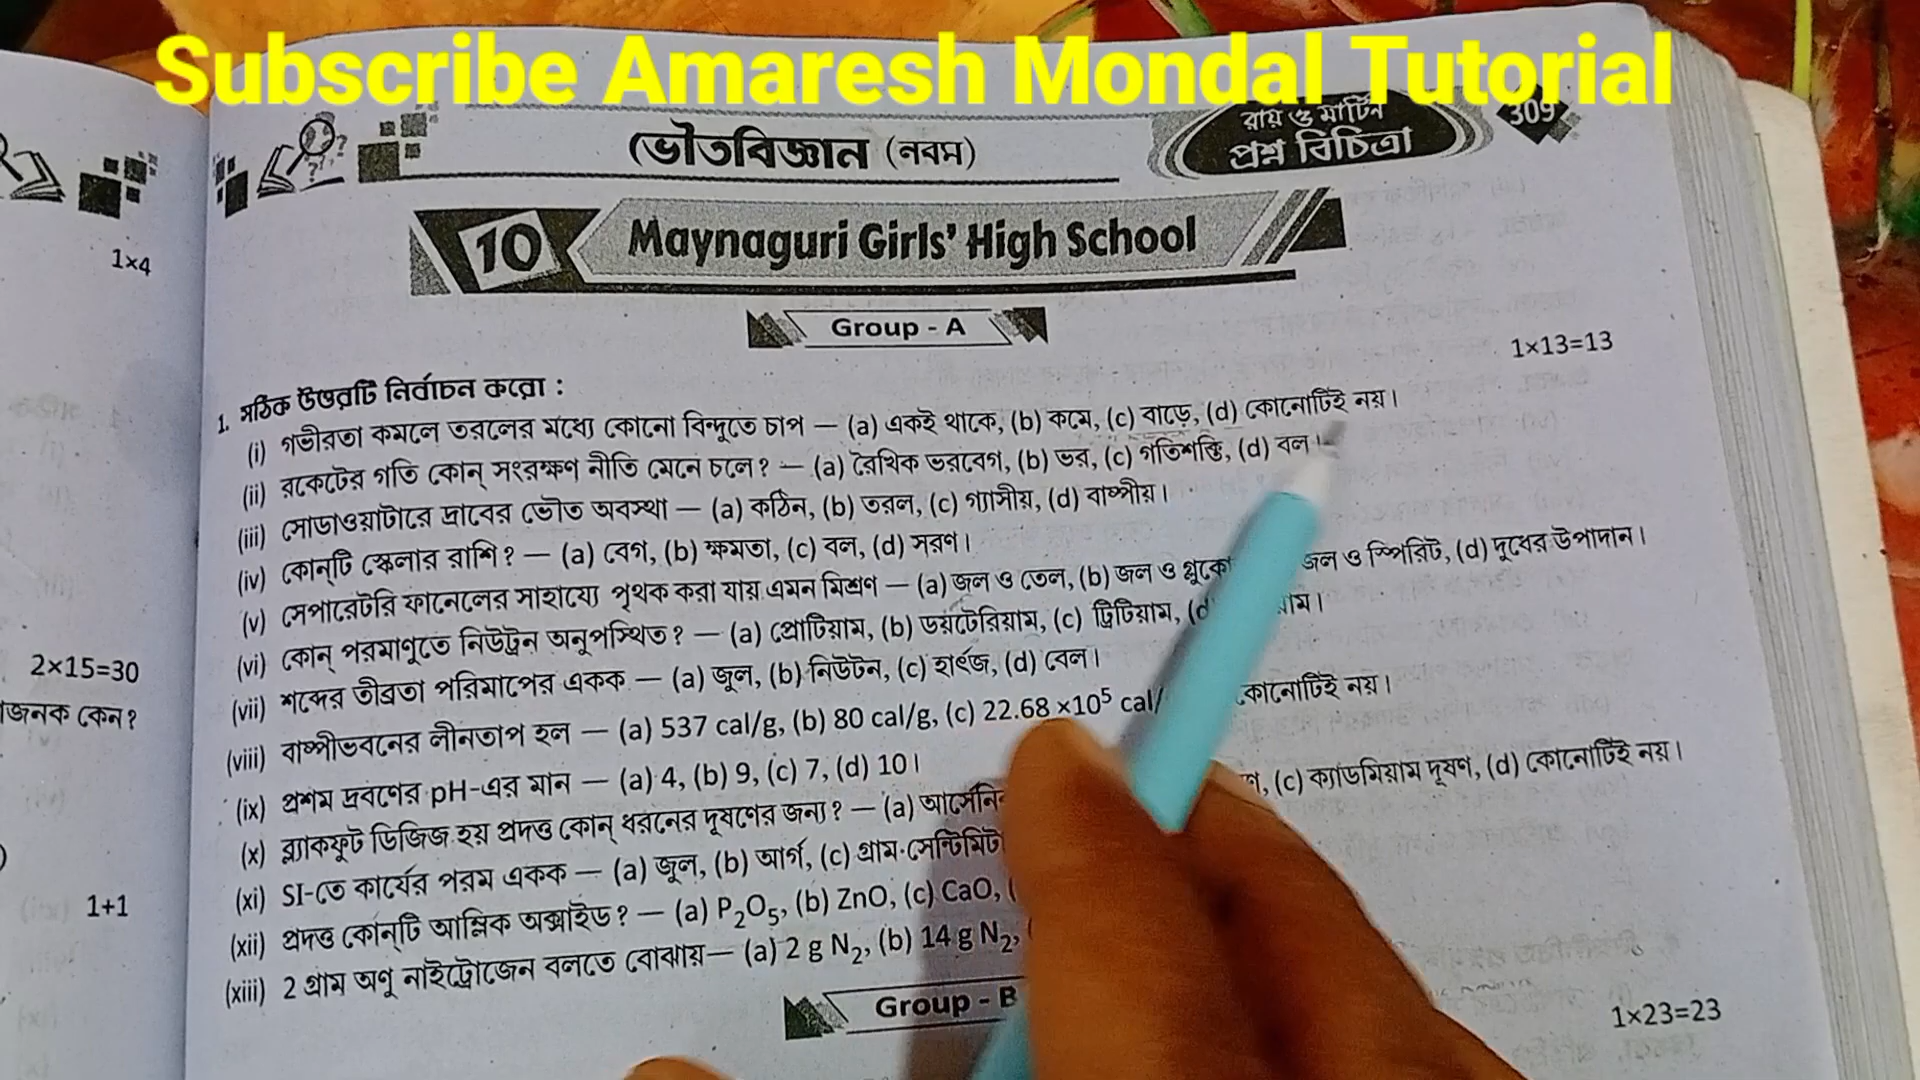 Subscribe Amaresh Mondal Tutorial
ভৌতবিজ্ঞান (নবম)
রায় ও মার্টিন
প্রশ্ন বিচিত্রা
309
10 Maynaguri Girls' High School
Group - A
1×4
1. সঠিক উত্তরটি নির্বাচন করো : 1×13=13
(i) গভীরতা কমলে তরলের মধ্যে কোনো বিন্দুতে চাপ — (a) একই থাকে, (b) কমে, (c) বাড়ে, (d) কোনোটিই নয়।
(ii) রকেটের গতি কোন্ সংরক্ষণ নীতি মেনে চলে? — (a) রৈখিক ভরবেগ, (b) ভর, (c) গতিশক্তি, (d) বল।
(iii) সোডাওয়াটারে দ্রাবের ভৌত অবস্থা — (a) কঠিন, (b) তরল, (c) গ্যাসীয়, (d) বাষ্পীয়।
(iv) কোন্‌টি স্কেলার রাশি? — (a) বেগ, (b) ক্ষমতা, (c) বল, (d) সরণ।
(v) সেপারেটরি ফানেলের সাহায্যে পৃথক করা যায় এমন মিশ্রণ — (a) জল ও তেল, (b) জল ও গ্লুকো জল ও স্পিরিট, (d) দুধের উপাদান।
(vi) কোন্ পরমাণুতে নিউট্রন অনুপস্থিত? — (a) প্রোটিয়াম, (b) ডয়টেরিয়াম, (c) ট্রিটিয়াম, (d য়াম।
(vii) শব্দের তীব্রতা পরিমাপের একক — (a) জুল, (b) নিউটন, (c) হার্ৎজ, (d) বেল।
(viii) বাষ্পীভবনের লীনতাপ হল — (a) 537 cal/g, (b) 80 cal/g, (c) 22.68 ×10⁵ cal/ কোনোটিই নয়।
(ix) প্রশম দ্রবণের pH-এর মান — (a) 4, (b) 9, (c) 7, (d) 10।
(x) ব্ল্যাকফুট ডিজিজ হয় প্রদত্ত কোন্ ধরনের দূষণের জন্য? — (a) আর্সেনি ণ, (c) ক্যাডমিয়াম দূষণ, (d) কোনোটিই নয়।
(xi) SI-তে কার্যের পরম একক — (a) জুল, (b) আর্গ, (c) গ্রাম·সেন্টিমিট
(xii) প্রদত্ত কোন্‌টি আম্লিক অক্সাইড? — (a) P₂O₅, (b) ZnO, (c) CaO, (
(xiii) 2 গ্রাম অণু নাইট্রোজেন বলতে বোঝায়— (a) 2 g N₂, (b) 14 g N₂,
Group - B
1×23=23
2×15=30
জনক কেন?
1+1